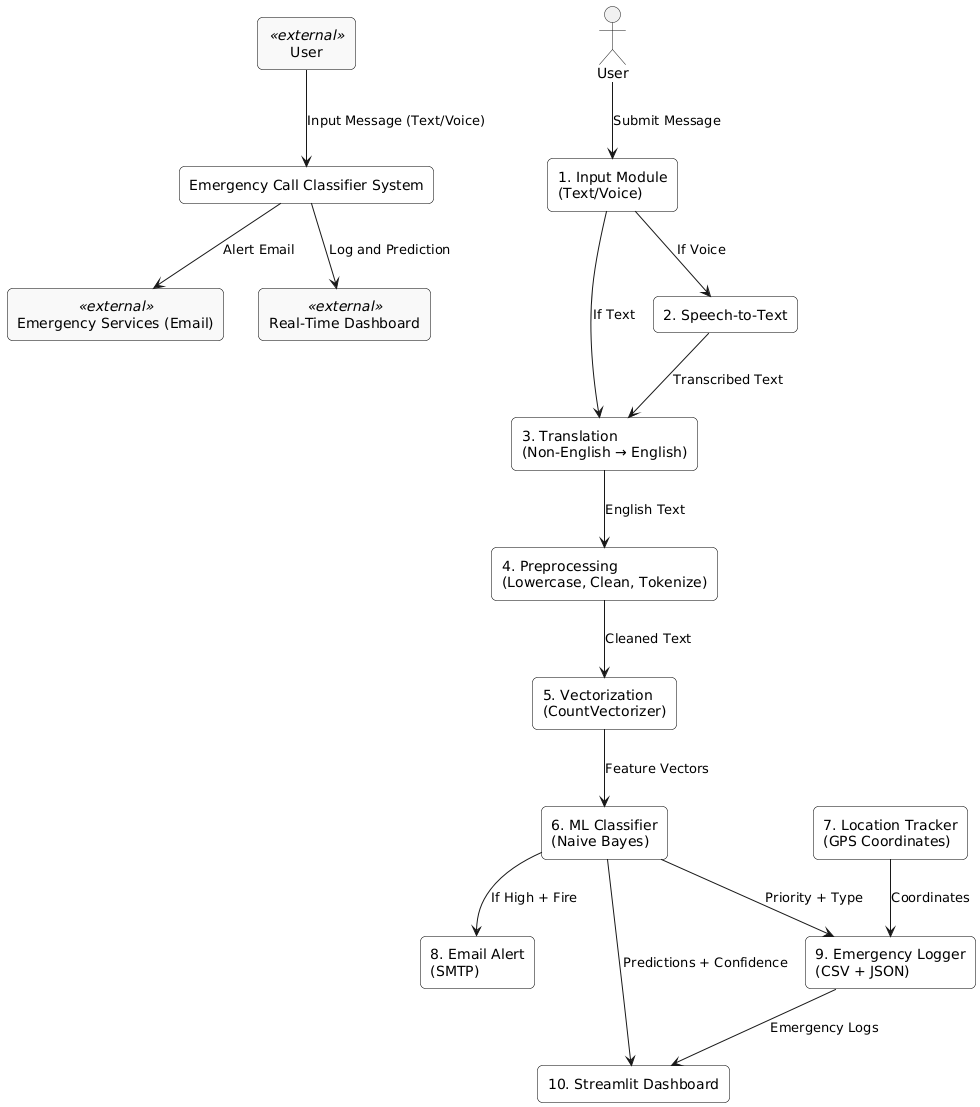 «external»
User
Input Message (Text/Voice)
Emergency Call Classifier System
Alert Email
Log and Prediction
«external»
Emergency Services (Email)
«external»
Real-Time Dashboard
User
Submit Message
1. Input Module
(Text/Voice)
If Voice
If Text
2. Speech-to-Text
Transcribed Text
3. Translation
(Non-English → English)
English Text
4. Preprocessing
(Lowercase, Clean, Tokenize)
Cleaned Text
5. Vectorization
(CountVectorizer)
Feature Vectors
6. ML Classifier
(Naive Bayes)
7. Location Tracker
(GPS Coordinates)
If High + Fire
Priority + Type
Coordinates
8. Email Alert
(SMTP)
Predictions + Confidence
9. Emergency Logger
(CSV + JSON)
Emergency Logs
10. Streamlit Dashboard